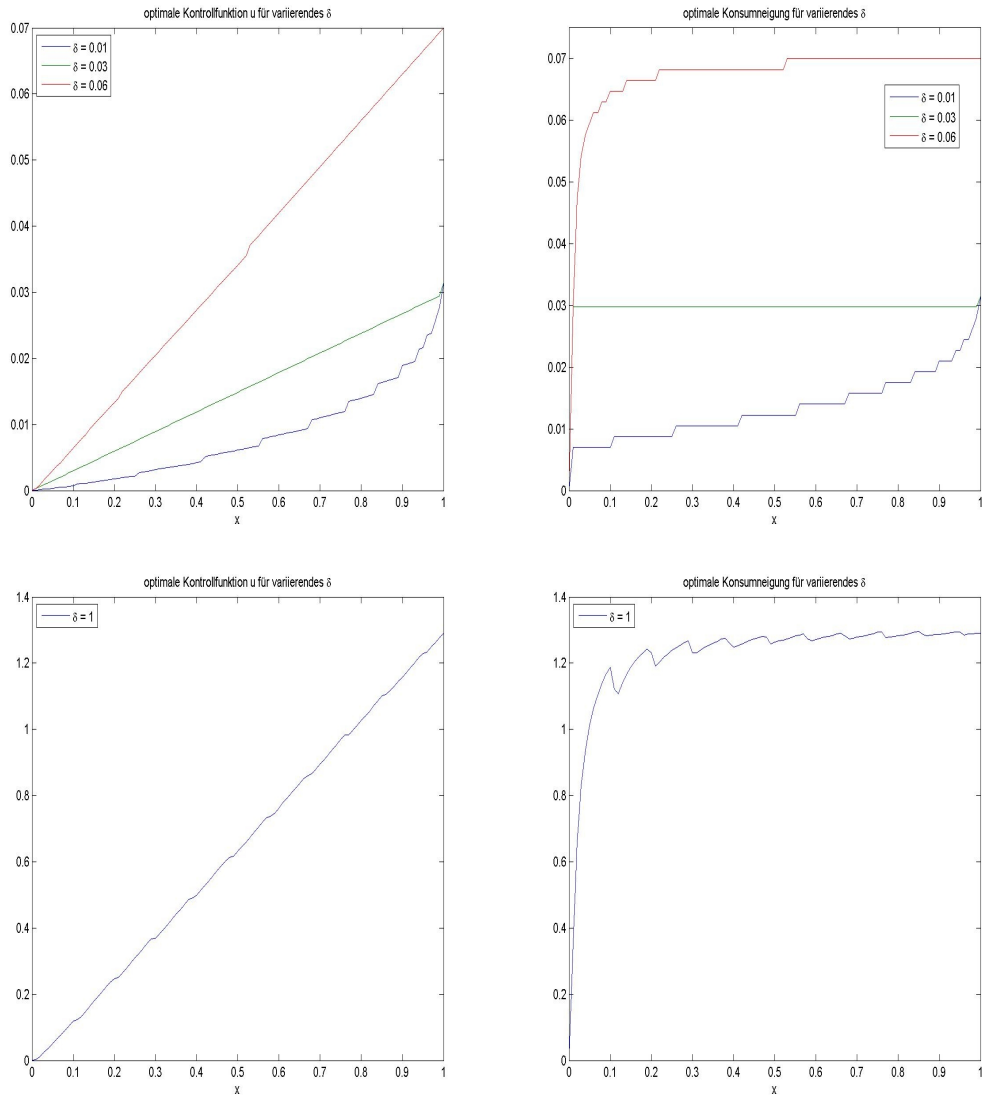 optimale Kontrollfunktion u für variierendes δ
0.07
0.06
0.05
0.04
0.03
0.02
0.01
0
δ = 0.01
δ = 0.03
δ = 0.06
0 0.1 0.2 0.3 0.4 0.5 0.6 0.7 0.8 0.9 1
x
optimale Konsumneigung für variierendes δ
0.07
0.06
0.05
0.04
0.03
0.02
0.01
0
δ = 0.01
δ = 0.03
δ = 0.06
0 0.1 0.2 0.3 0.4 0.5 0.6 0.7 0.8 0.9 1
x
optimale Kontrollfunktion u für variierendes δ
1.4
1.2
1
0.8
0.6
0.4
0.2
0
δ = 1
0 0.1 0.2 0.3 0.4 0.5 0.6 0.7 0.8 0.9 1
x
optimale Konsumneigung für variierendes δ
1.4
1.2
1
0.8
0.6
0.4
0.2
0
δ = 1
0 0.1 0.2 0.3 0.4 0.5 0.6 0.7 0.8 0.9 1
x